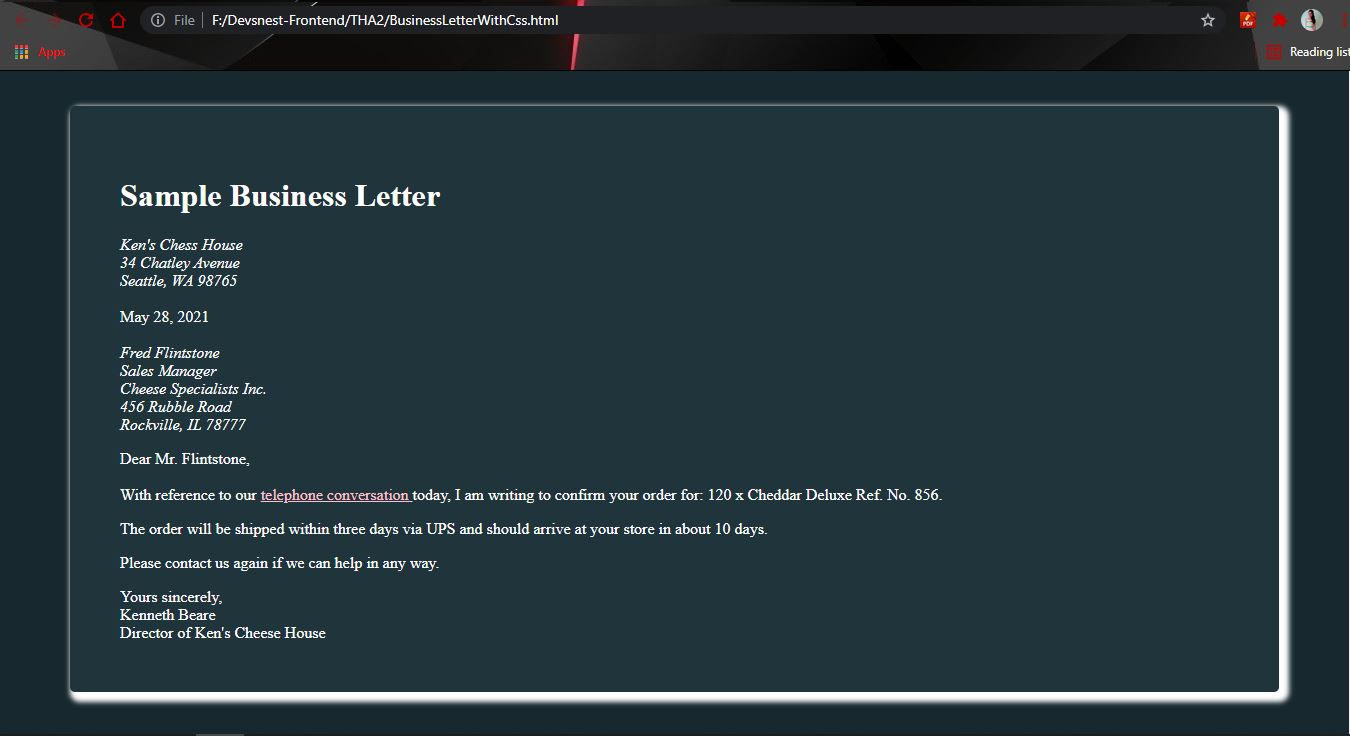 File
F:/Devsnest-Frontend/THA2/BusinessLetterWithCss.html
PDF
Apps
Reading list
Sample Business Letter
Ken's Chess House
34 Chatley Avenue
Seattle, WA 98765
May 28, 2021
Fred Flintstone
Sales Manager
Cheese Specialists Inc.
456 Rubble Road
Rockville, IL 78777
Dear Mr. Flintstone,
With reference to our telephone conversation today, I am writing to confirm your order for: 120 x Cheddar Deluxe Ref. No. 856.
The order will be shipped within three days via UPS and should arrive at your store in about 10 days.
Please contact us again if we can help in any way.
Yours sincerely,
Kenneth Beare
Director of Ken's Cheese House